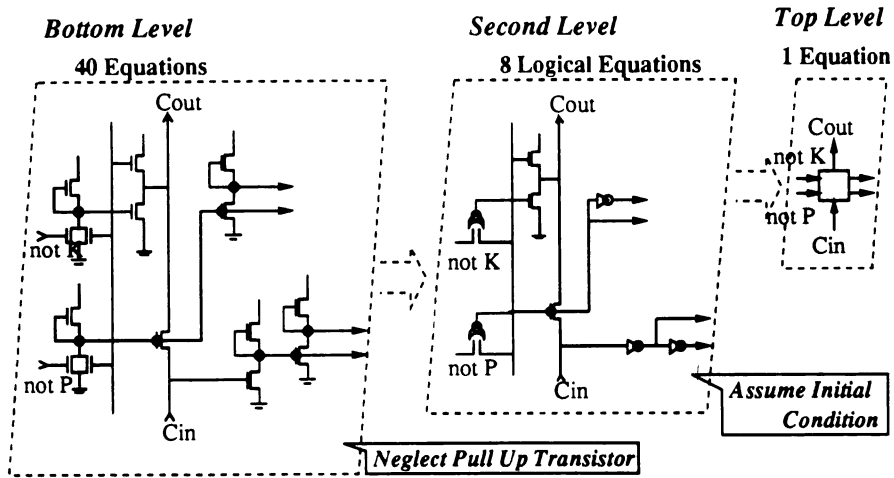 Bottom Level
40 Equations
Cout
not K
not P
Cin
Neglect Pull Up Transistor
Second Level
8 Logical Equations
Cout
not K
not P
Cin
Assume Initial
Condition
Top Level
1 Equation
Cout
not K
not P
Cin